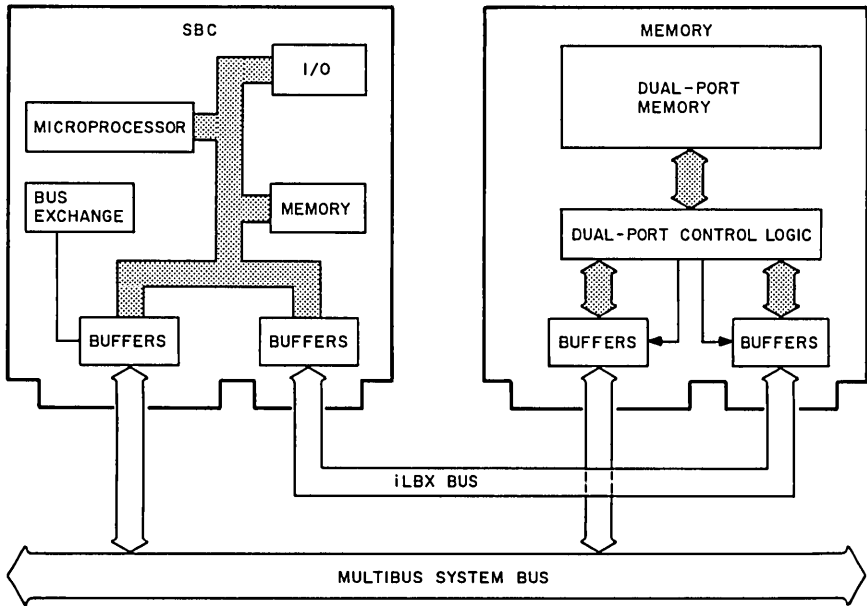 SBC
I/O
MICROPROCESSOR
BUS
EXCHANGE
MEMORY
BUFFERS
BUFFERS
MEMORY
DUAL-PORT
MEMORY
DUAL-PORT CONTROL LOGIC
BUFFERS
BUFFERS
iLBX BUS
MULTIBUS SYSTEM BUS